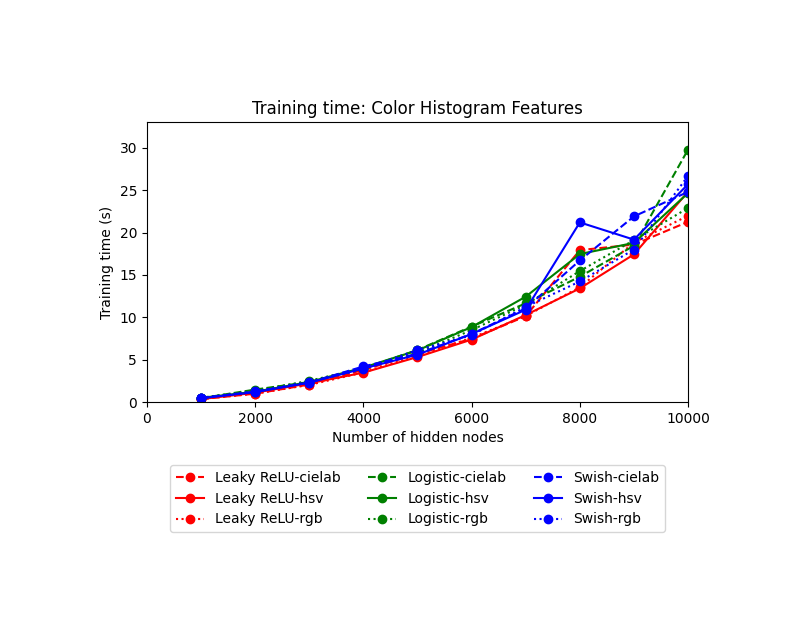 Training time: Color Histogram Features
Training time (s)
30
25
20
15
10
5
0
0 2000 4000 6000 8000 10000
Number of hidden nodes
Leaky ReLU-cielab Logistic-cielab Swish-cielab
Leaky ReLU-hsv Logistic-hsv Swish-hsv
Leaky ReLU-rgb Logistic-rgb Swish-rgb